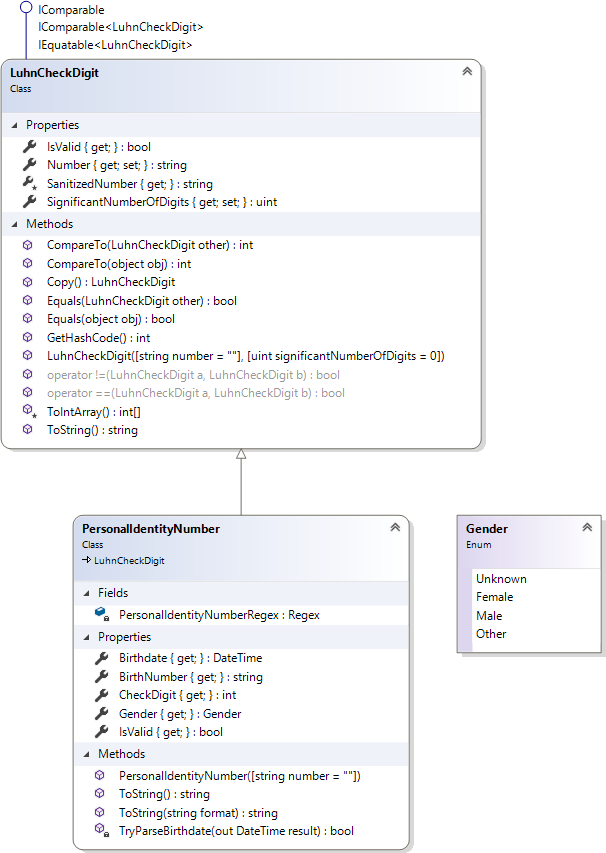 IComparable
IComparable<LuhnCheckDigit>
IEquatable<LuhnCheckDigit>
LuhnCheckDigit
Class
Properties
IsValid { get; } : bool
Number { get; set; } : string
SanitizedNumber { get; } : string
SignificantNumberOfDigits { get; set; } : uint
Methods
CompareTo(LuhnCheckDigit other) : int
CompareTo(object obj) : int
Copy() : LuhnCheckDigit
Equals(LuhnCheckDigit other) : bool
Equals(object obj) : bool
GetHashCode() : int
LuhnCheckDigit([string number = ""], [uint significantNumberOfDigits = 0])
operator !=(LuhnCheckDigit a, LuhnCheckDigit b) : bool
operator ==(LuhnCheckDigit a, LuhnCheckDigit b) : bool
ToIntArray() : int[]
ToString() : string
PersonalIdentityNumber
Class
LuhnCheckDigit
Fields
PersonalIdentityNumberRegex : Regex
Properties
Birthdate { get; } : DateTime
BirthNumber { get; } : string
CheckDigit { get; } : int
Gender { get; } : Gender
IsValid { get; } : bool
Methods
PersonalIdentityNumber([string number = ""])
ToString() : string
ToString(string format) : string
TryParseBirthdate(out DateTime result) : bool
Gender
Enum
Unknown
Female
Male
Other